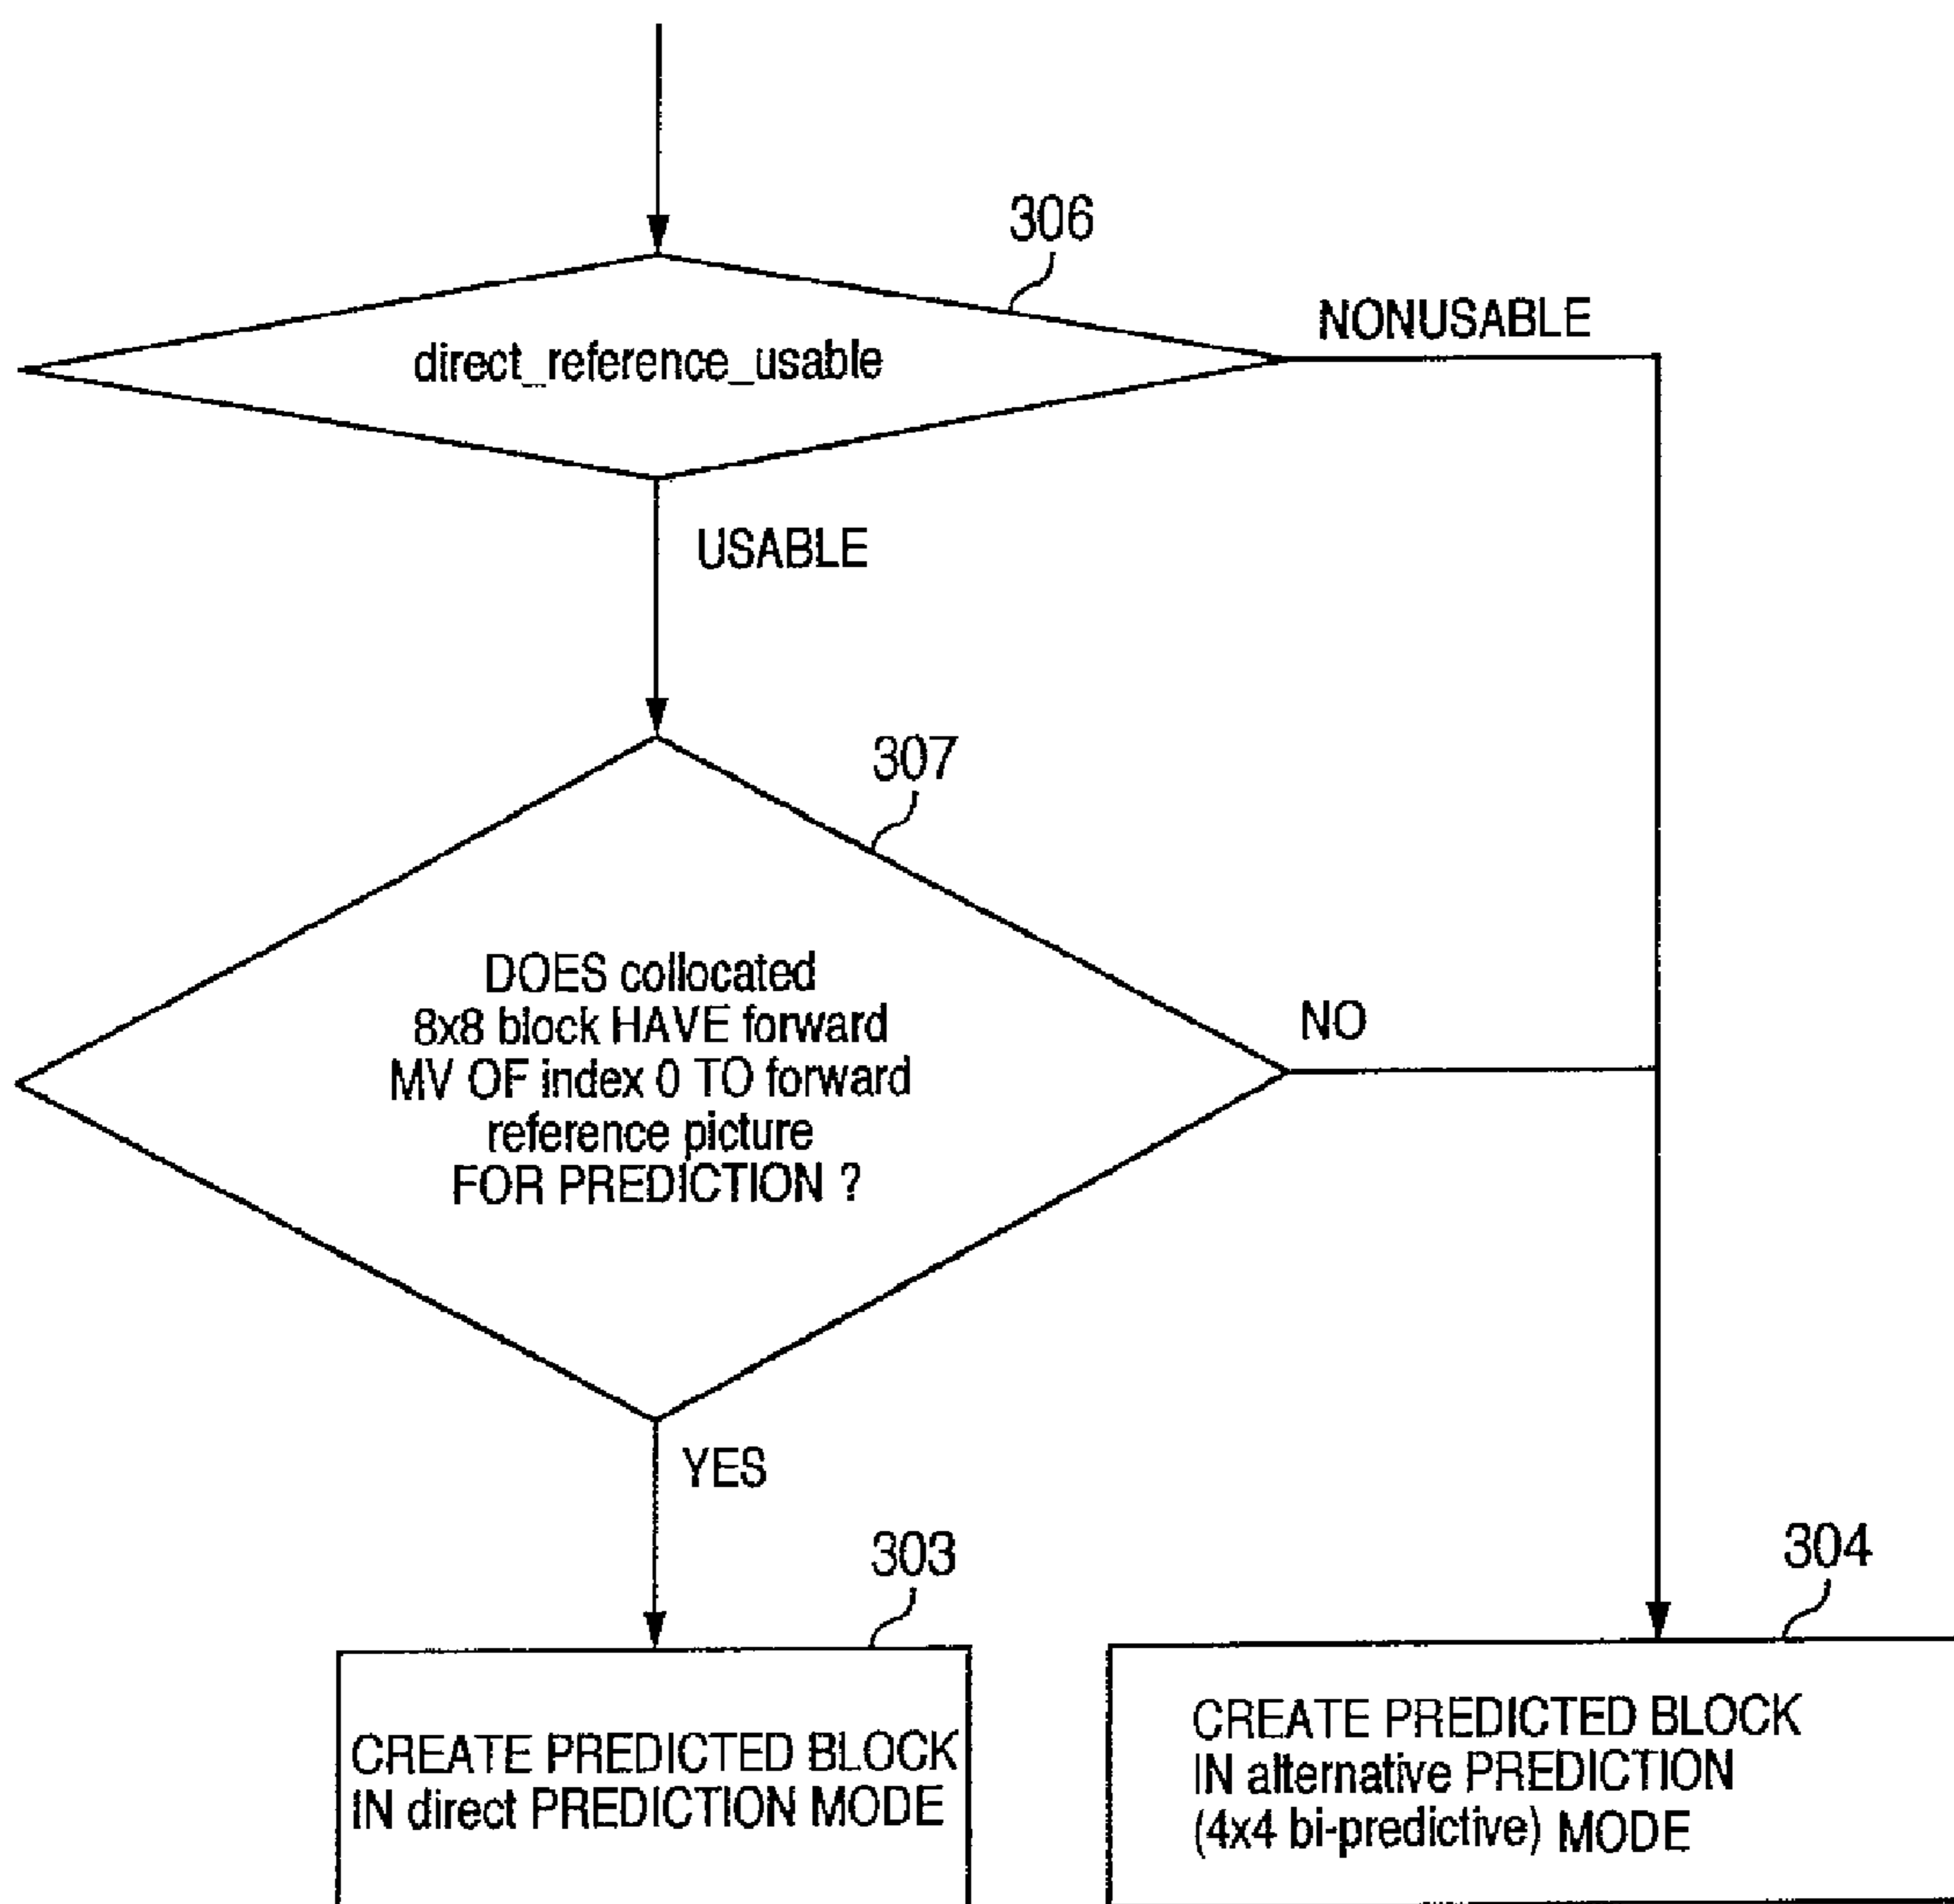 306
NONUSABLE
direct_reference_usable
USABLE
307
DOES collocated
8x8 block HAVE forward
MV OF index 0 TO forward
reference picture
FOR PREDICTION ?
NO
YES
303
304
CREATE PREDICTED BLOCK
IN direct PREDICTION MODE
CREATE PREDICTED BLOCK
IN alternative PREDICTION
(4x4 bi-predictive) MODE